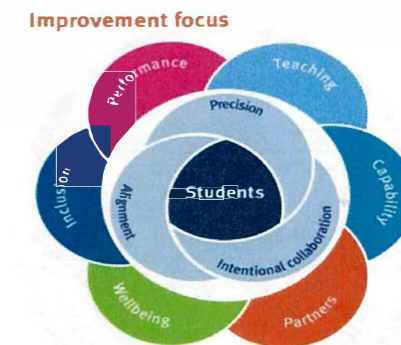 Improvement focus
Performance
Teaching
Precision
Inclusion
Students
Capability
Alignment
Intentional collaboration
Wellbeing
Partners